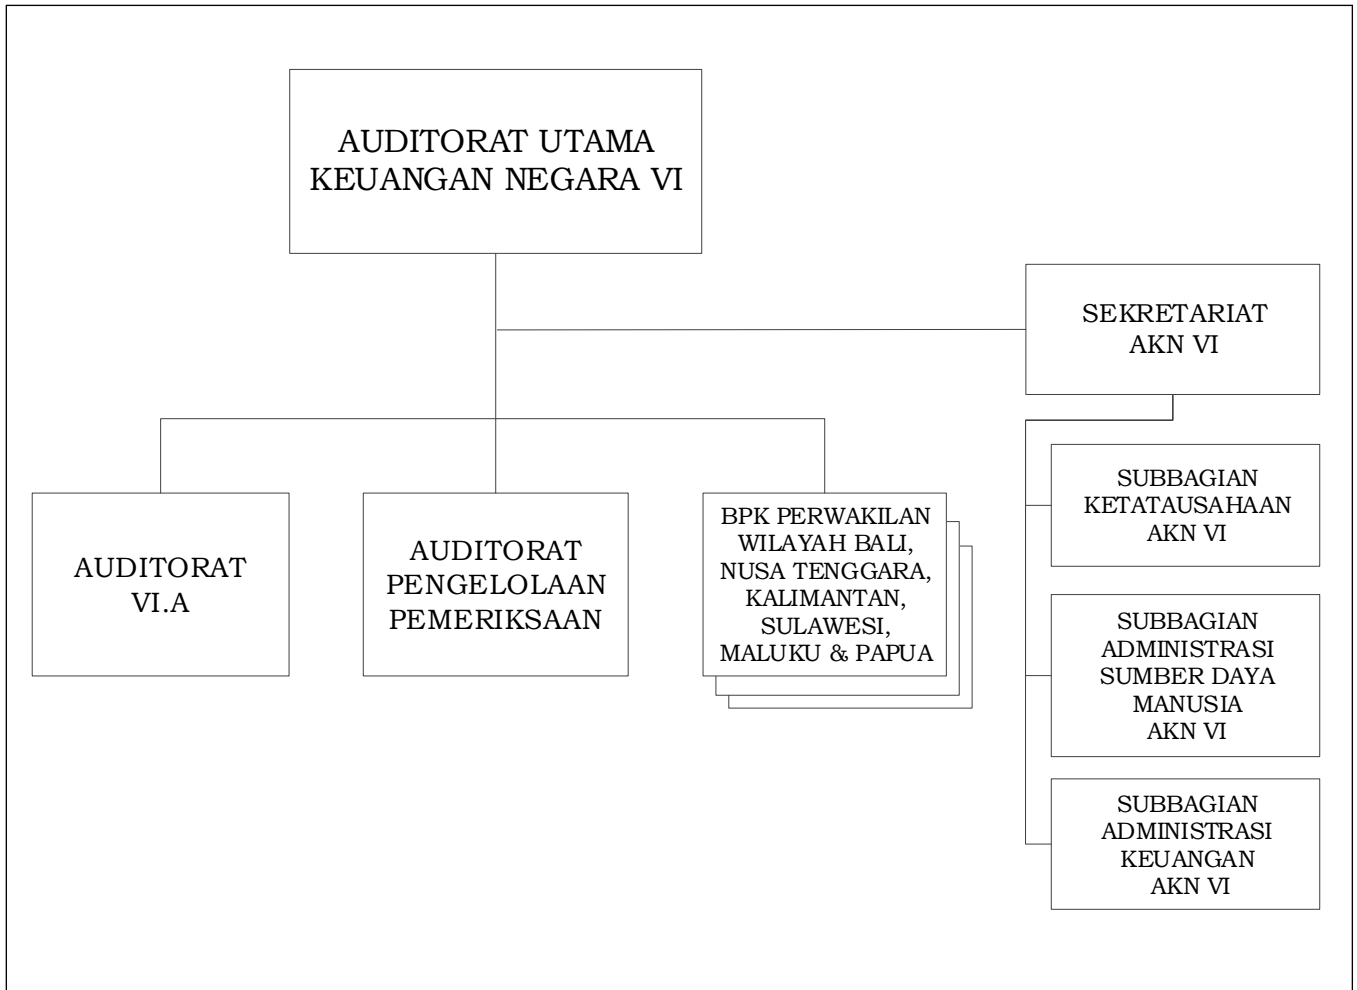 AUDITORAT UTAMA
KEUANGAN NEGARA VI
SEKRETARIAT
AKN VI
AUDITORAT
VI.A
AUDITORAT
PENGELOLAAN
PEMERIKSAAN
BPK PERWAKILAN
WILAYAH BALI,
NUSA TENGGARA,
KALIMANTAN,
SULAWESI,
MALUKU & PAPUA
SUBBAGIAN
KETATAUSAHAAN
AKN VI
SUBBAGIAN
ADMINISTRASI
SUMBER DAYA
MANUSIA
AKN VI
SUBBAGIAN
ADMINISTRASI
KEUANGAN
AKN VI